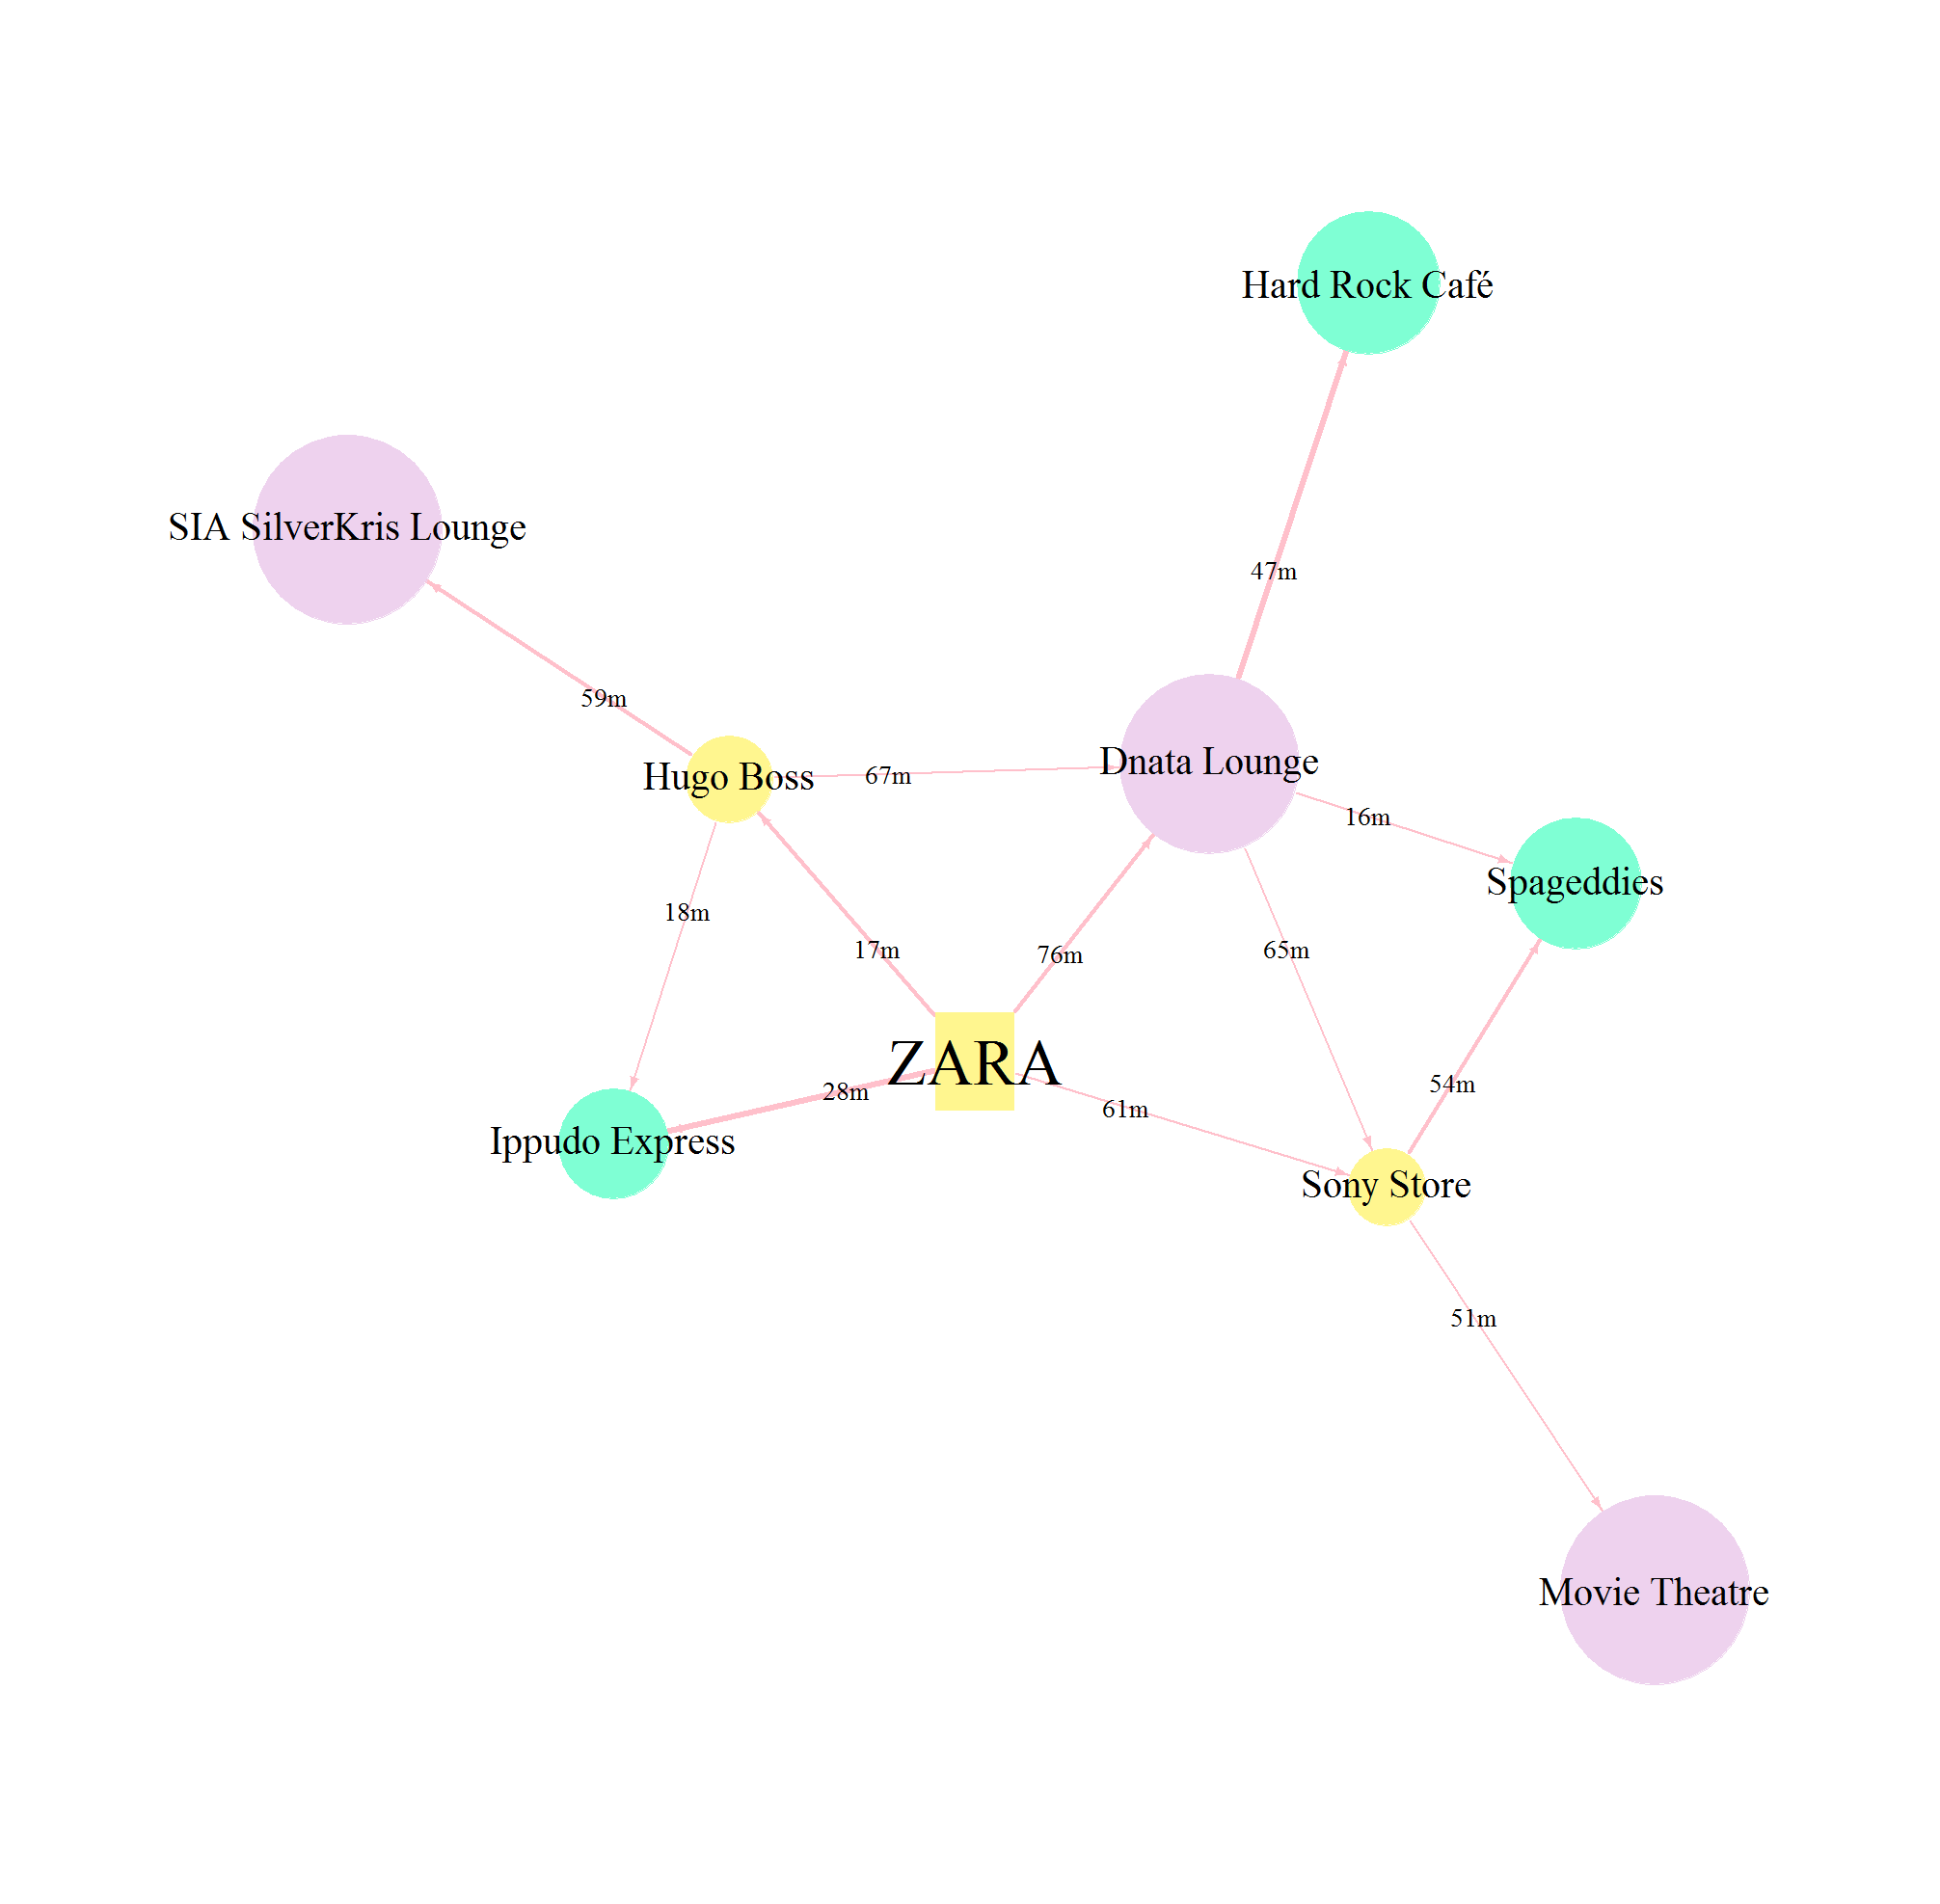 Hard Rock Café
SIA SilverKris Lounge
47m
59m
Hugo Boss
67m
Dnata Lounge
16m
Spageddies
18m
17m
76m
65m
ZARA
28m
61m
54m
Ippudo Express
Sony Store
51m
Movie Theatre